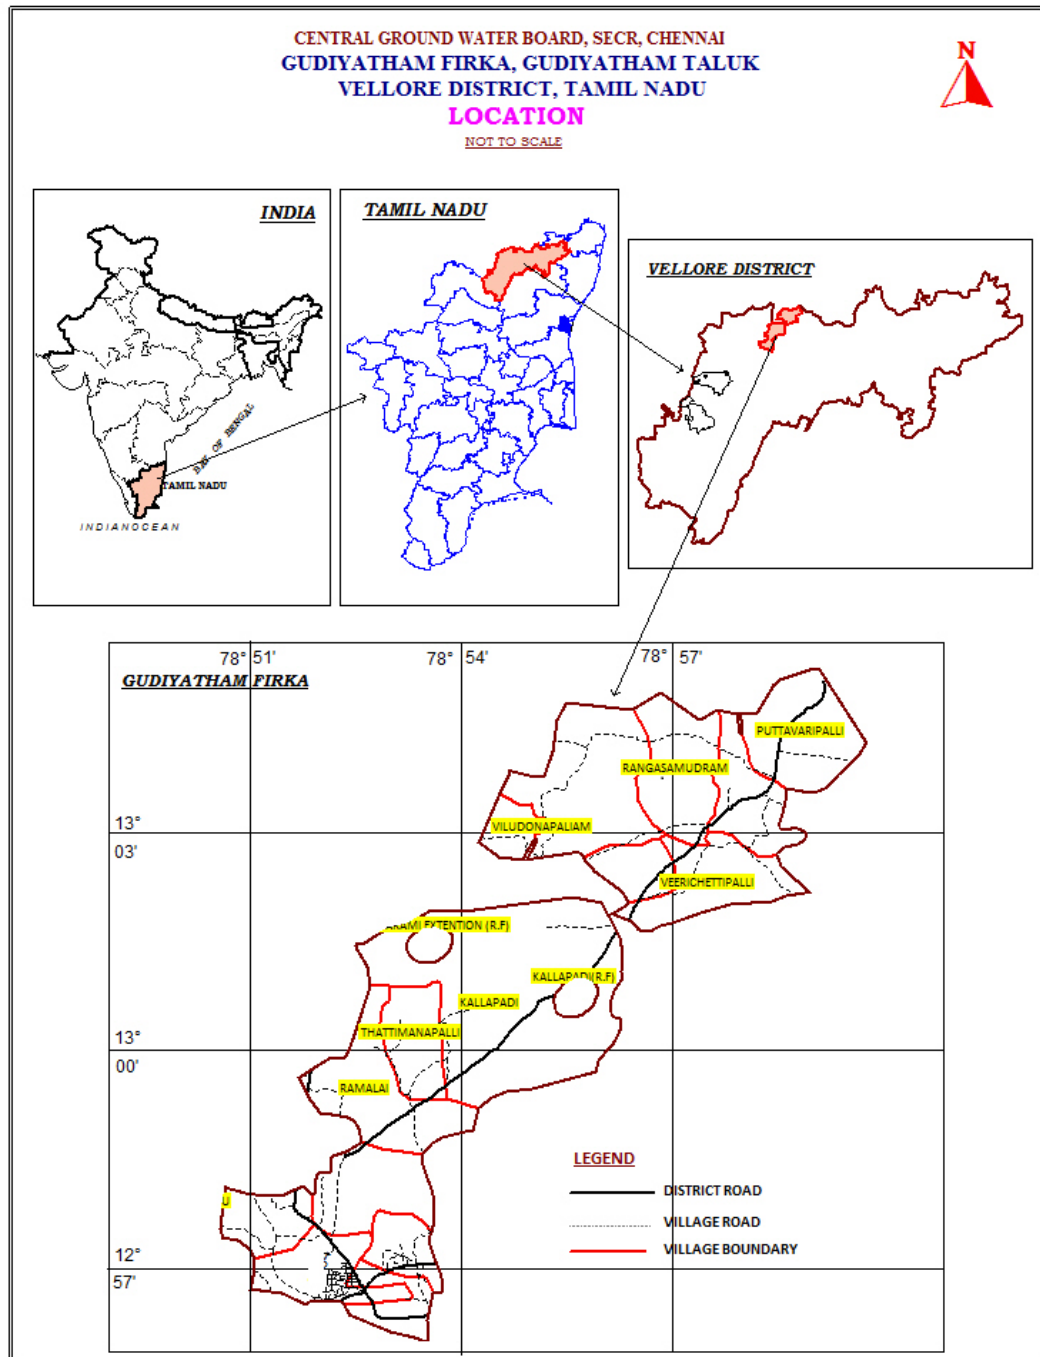 CENTRAL GROUND WATER BOARD, SECR, CHENNAI
GUDIYATHAM FIRKA, GUDIYATHAM TALUK
VELLORE DISTRICT, TAMIL NADU
LOCATION
NOT TO SCALE
N
INDIA
BAY OF BENGAL
TAMIL NADU
INDIANOCEAN
TAMIL NADU
VELLORE DISTRICT
78° 51'
78° 54'
78° 57'
GUDIYATHAM FIRKA
PUTTAVARIPALLI
RANGASAMUDRAM
13°
03'
VILUDONAPALIAM
VEERICHETTIPALLI
ARAMI EXTENTION (R.F)
KALLAPADI(R.F)
KALLAPADI
THATTIMANAPALLI
13°
00'
RAMALAI
LEGEND
DISTRICT ROAD
VILLAGE ROAD
VILLAGE BOUNDARY
U
12°
57'